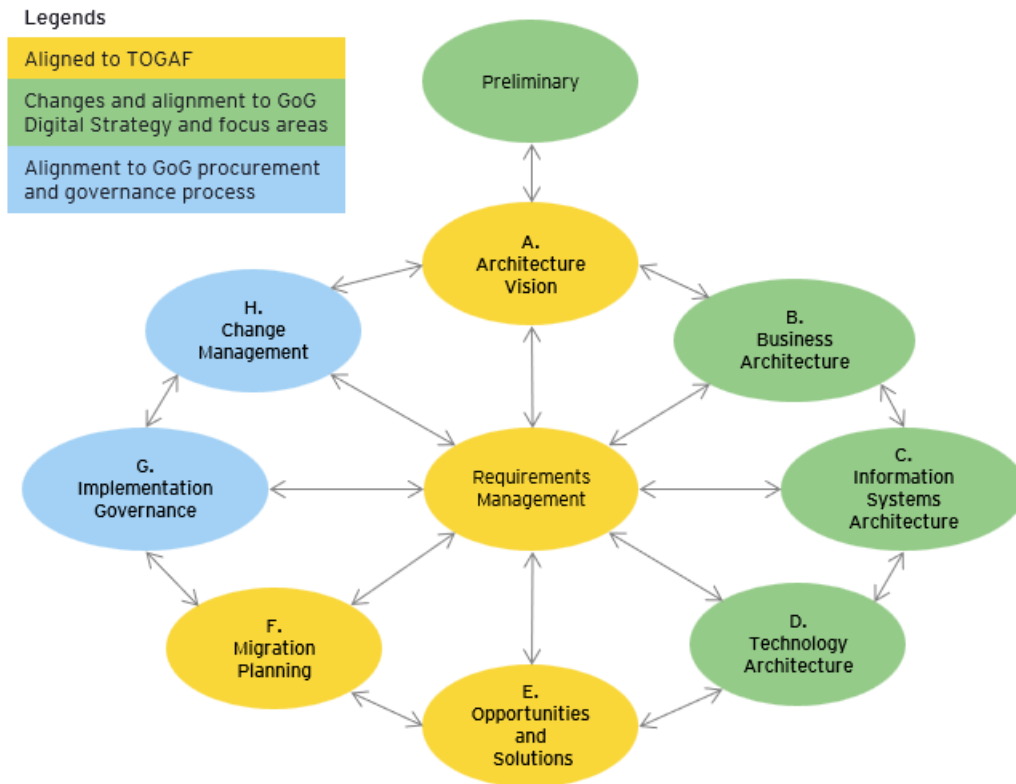 Legends
Aligned to TOGAF
Changes and alignment to GoG
Digital Strategy and focus areas
Alignment to GoG procurement
and governance process
Preliminary
A.
Architecture
Vision
H.
Change
Management
B.
Business
Architecture
G.
Implementation
Governance
Requirements
Management
C.
Information
Systems
Architecture
F.
Migration
Planning
D.
Technology
Architecture
E.
Opportunities
and
Solutions